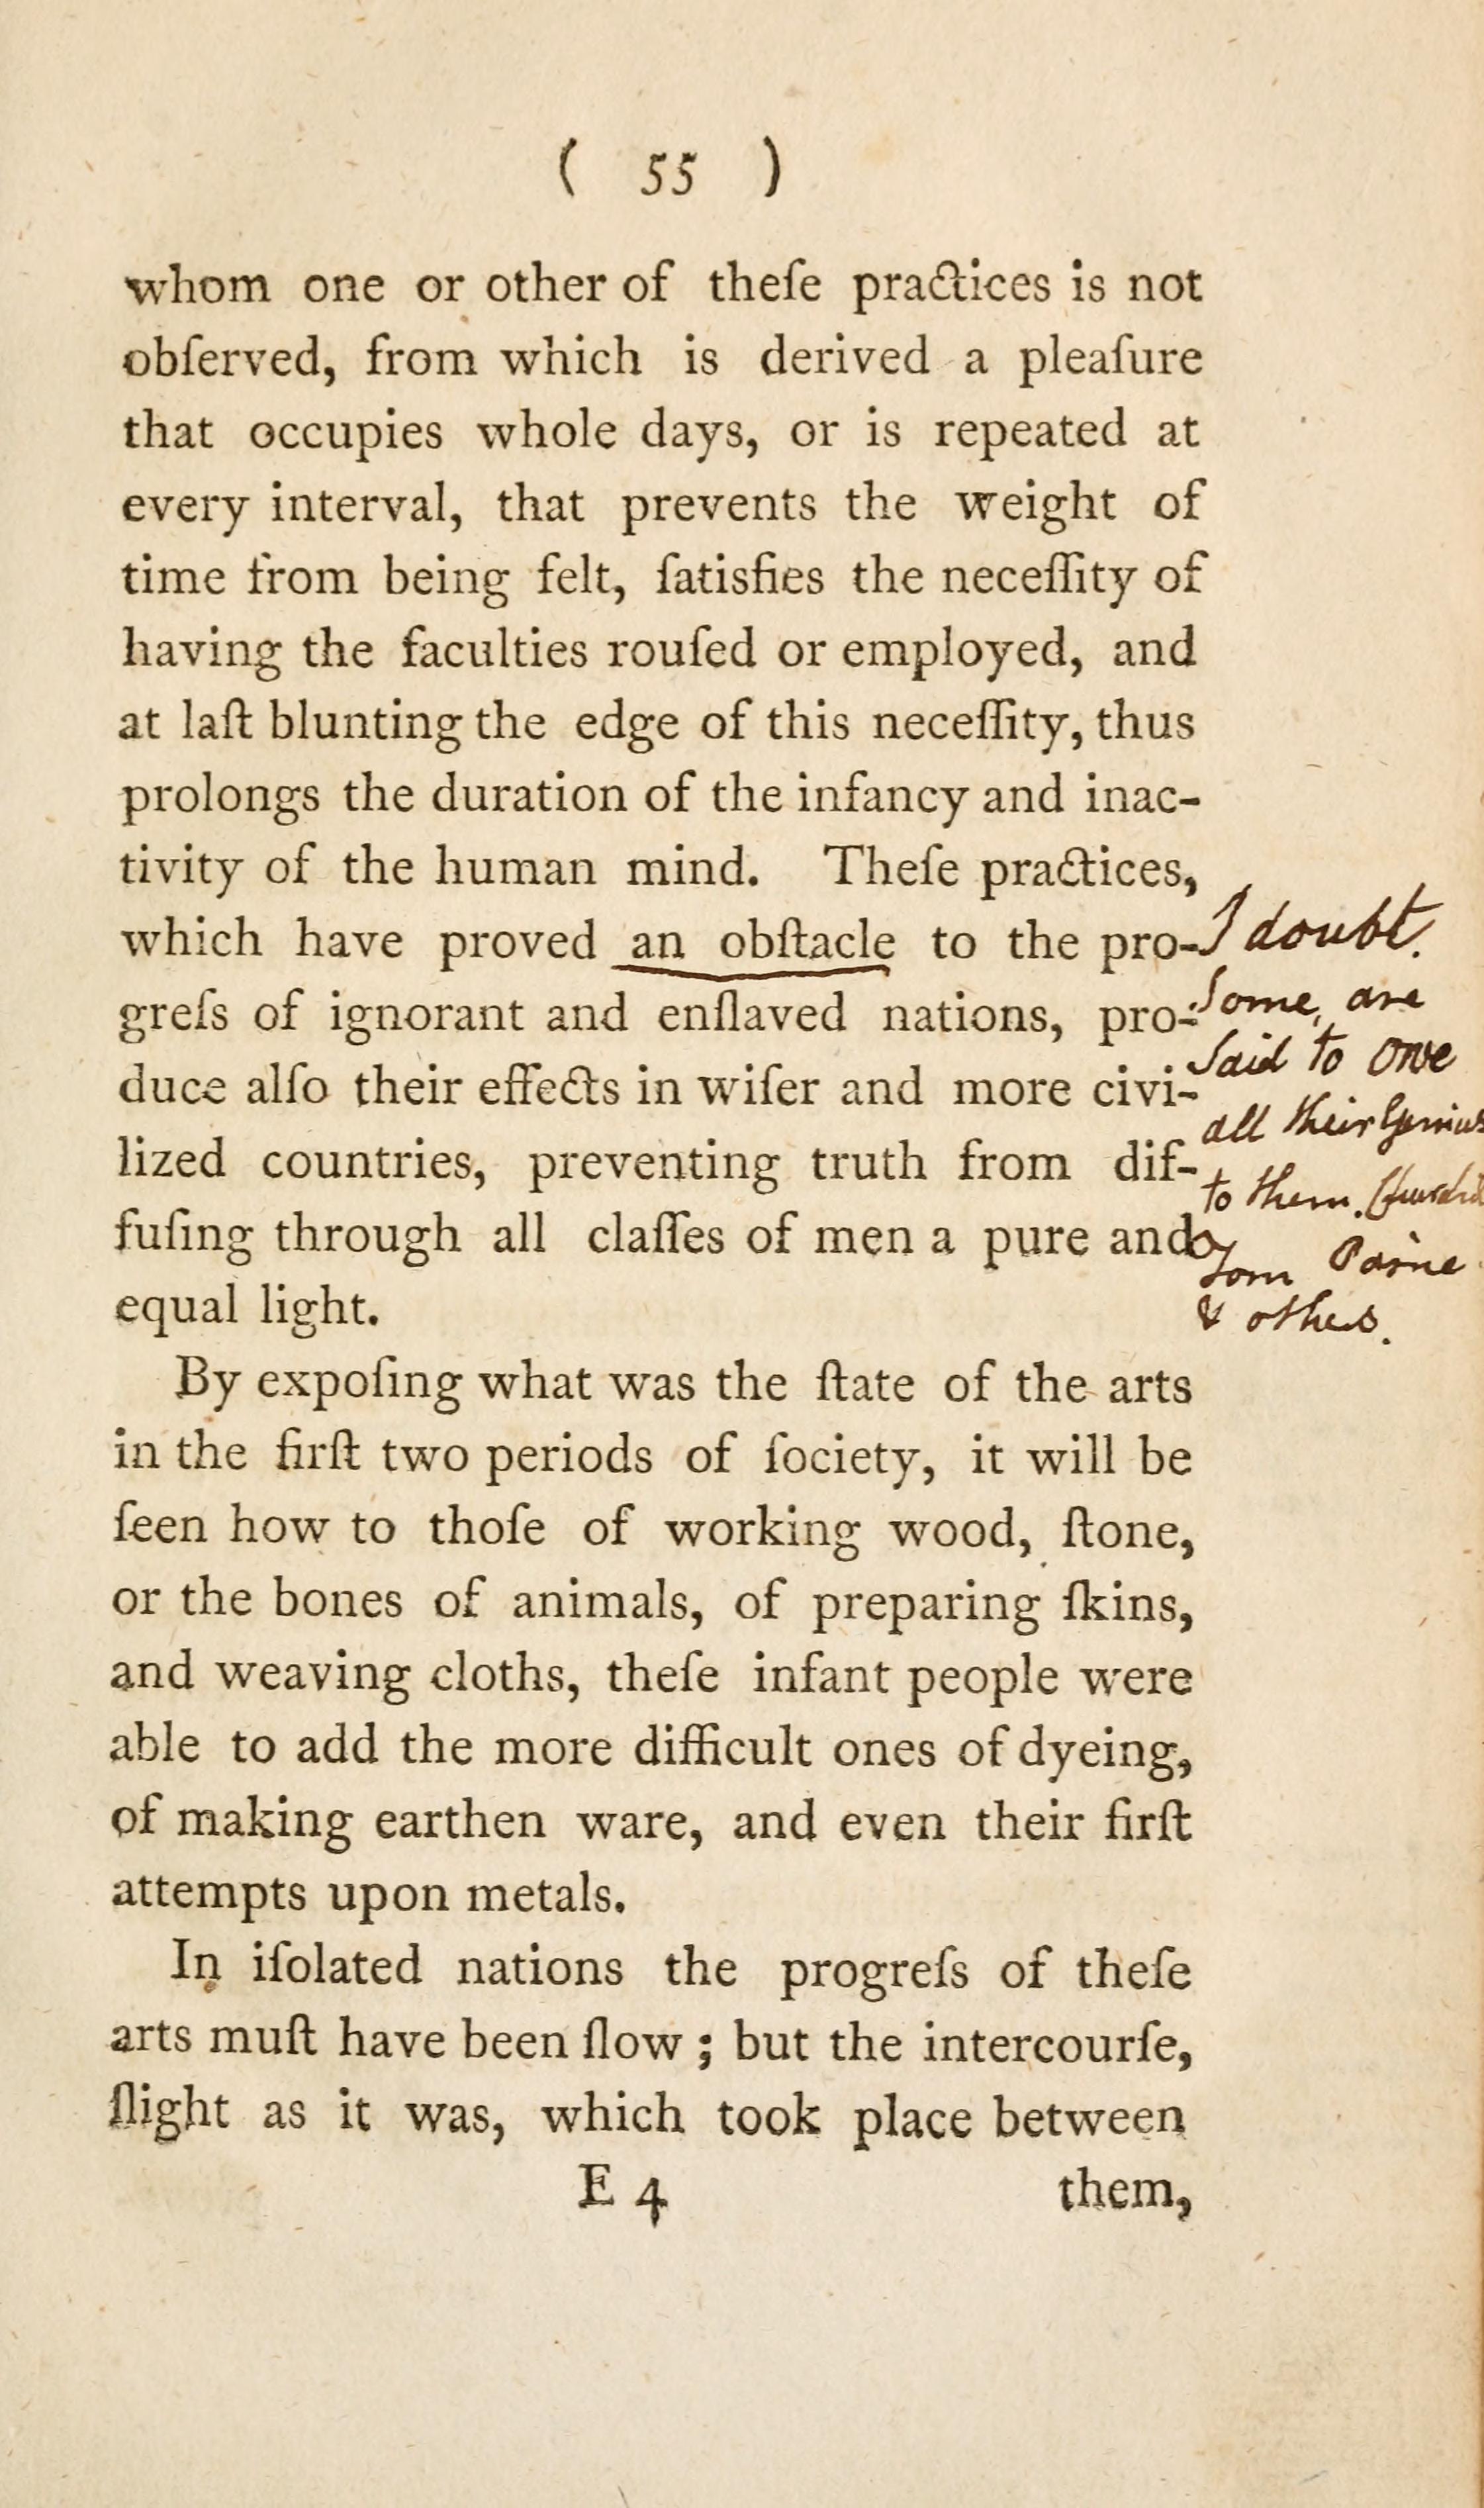 ( 55 )
whom one or other of theſe practices is not
obſerved, from which is derived a pleaſure
that occupies whole days, or is repeated at
every interval, that prevents the weight of
time from being felt, ſatisfies the neceſſity of
having the faculties rouſed or employed, and
at laſt blunting the edge of this neceſſity, thus
prolongs the duration of the infancy and inac-
tivity of the human mind. Theſe practices,
which have proved an obſtacle to the pro-
greſs of ignorant and enſlaved nations, pro-
duce alſo their effects in wiſer and more civi-
lized countries, preventing truth from dif-
fuſing through all claſſes of men a pure and
equal light.
I doubt.
Some, are
Said to owe
all their Genius
to them.
Tom Paine
& others.
By expoſing what was the ſtate of the arts
in the firſt two periods of ſociety, it will be
ſeen how to thoſe of working wood, ſtone,
or the bones of animals, of preparing ſkins,
and weaving cloths, theſe infant people were
able to add the more difficult ones of dyeing,
of making earthen ware, and even their firſt
attempts upon metals.
In iſolated nations the progreſs of theſe
arts muſt have been ſlow ; but the intercourſe,
ſlight as it was, which took place between
E 4 them,